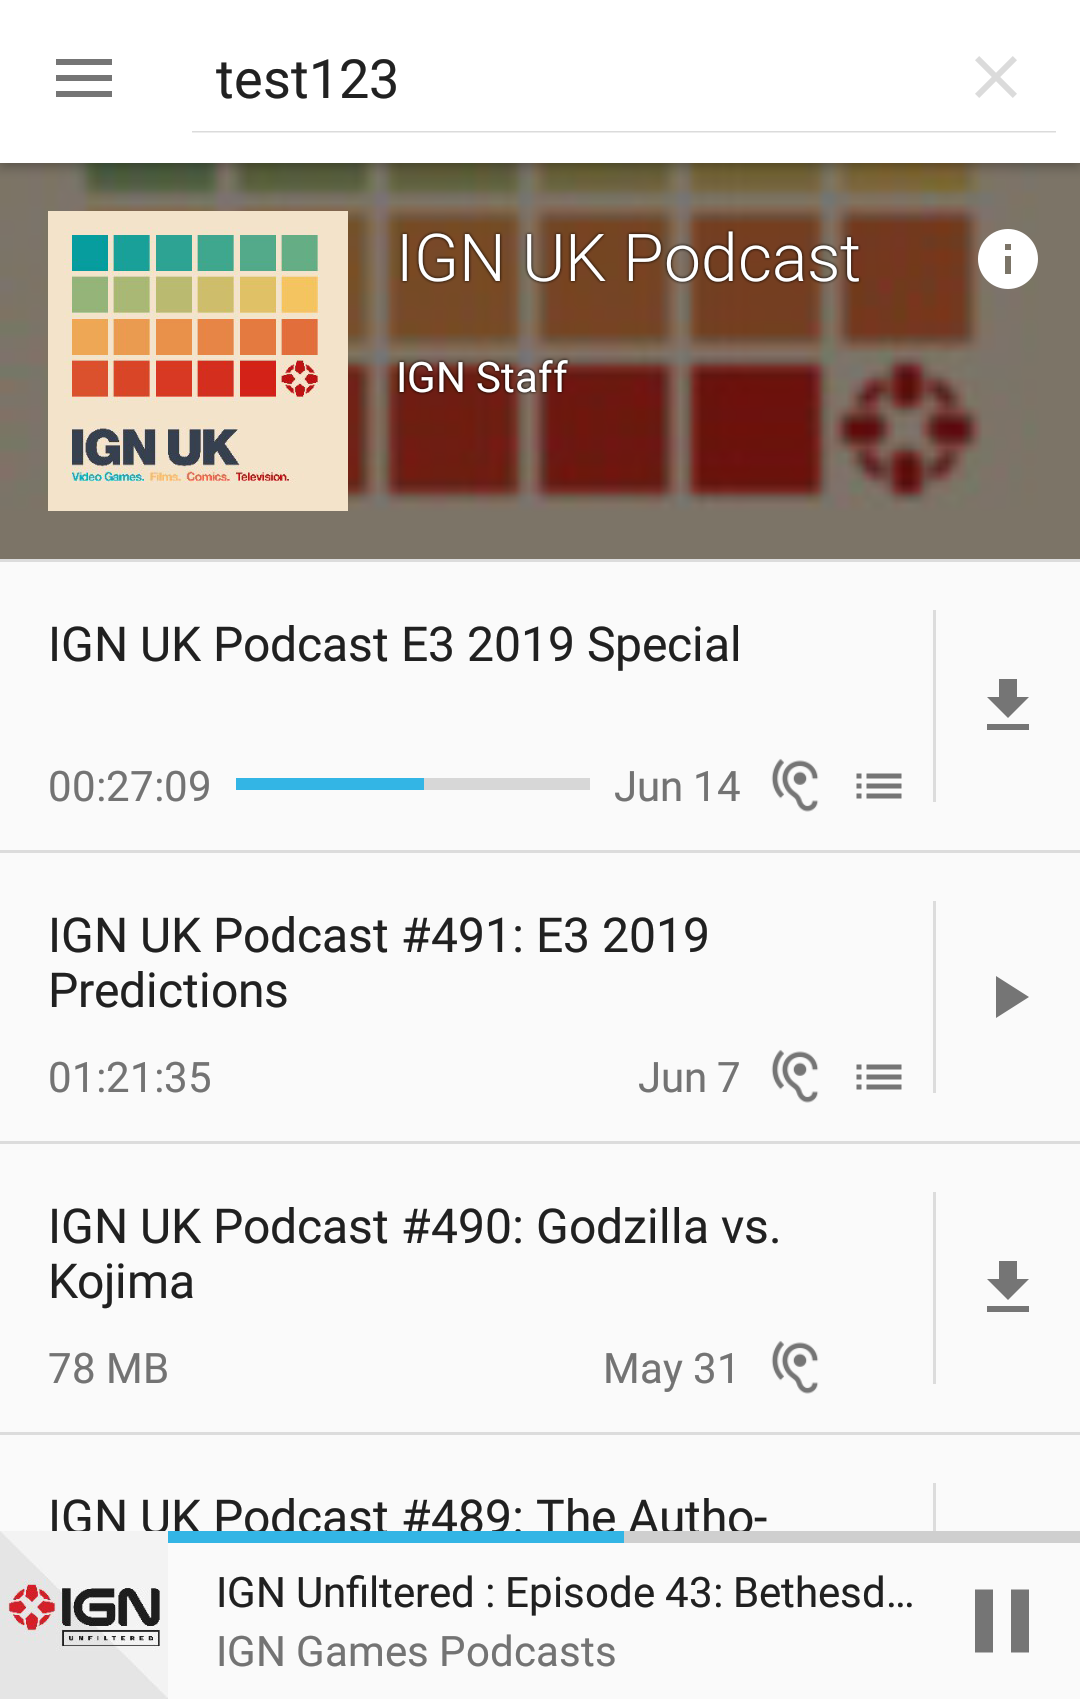 test123
IGN UK Podcast
IGN Staff
IGN UK
Video Games. Films. Comics. Television.
IGN UK Podcast E3 2019 Special
00:27:09
Jun 14
IGN UK Podcast #491: E3 2019
Predictions
01:21:35
Jun 7
IGN UK Podcast #490: Godzilla vs.
Kojima
78 MB
May 31
IGN UK Podcast #489: The Autho-
IGN
UNFILTERED
IGN Unfiltered : Episode 43: Bethesd...
IGN Games Podcasts